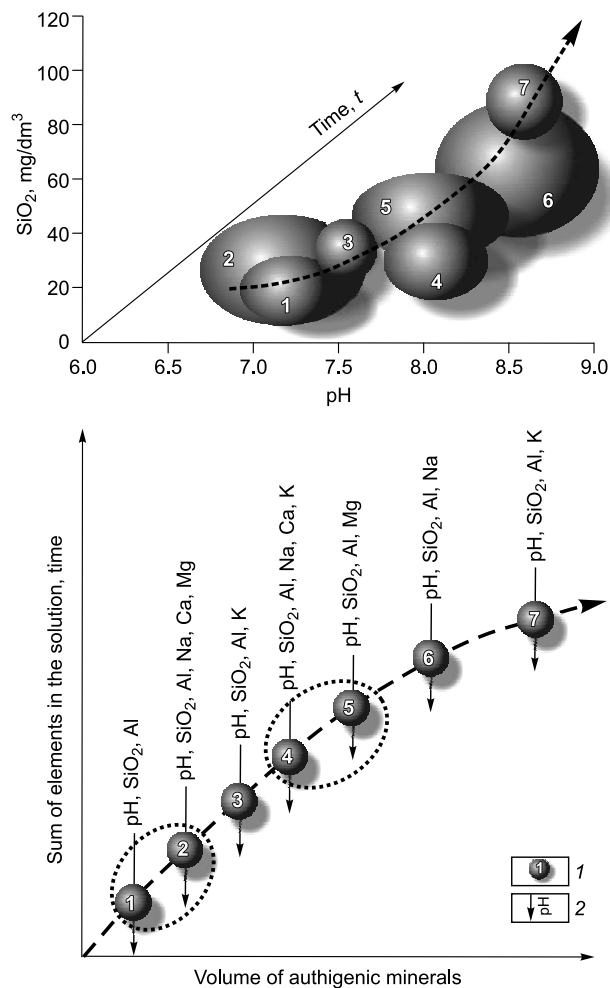 SiO₂, mg/dm³
120
100
80
60
40
20
0
Time, t
1
2
3
4
5
6
7
6.0
6.5
7.0
7.5
8.0
8.5
9.0
pH
Sum of elements in the solution, time
pH, SiO₂, Al
pH, SiO₂, Al, Na, Ca, Mg
pH, SiO₂, Al, K
pH, SiO₂, Al, Na, Ca, K
pH, SiO₂, Al, Mg
pH, SiO₂, Al, Na
pH, SiO₂, Al, K
1
2
3
4
5
6
7
1 1
pH 2
Volume of authigenic minerals